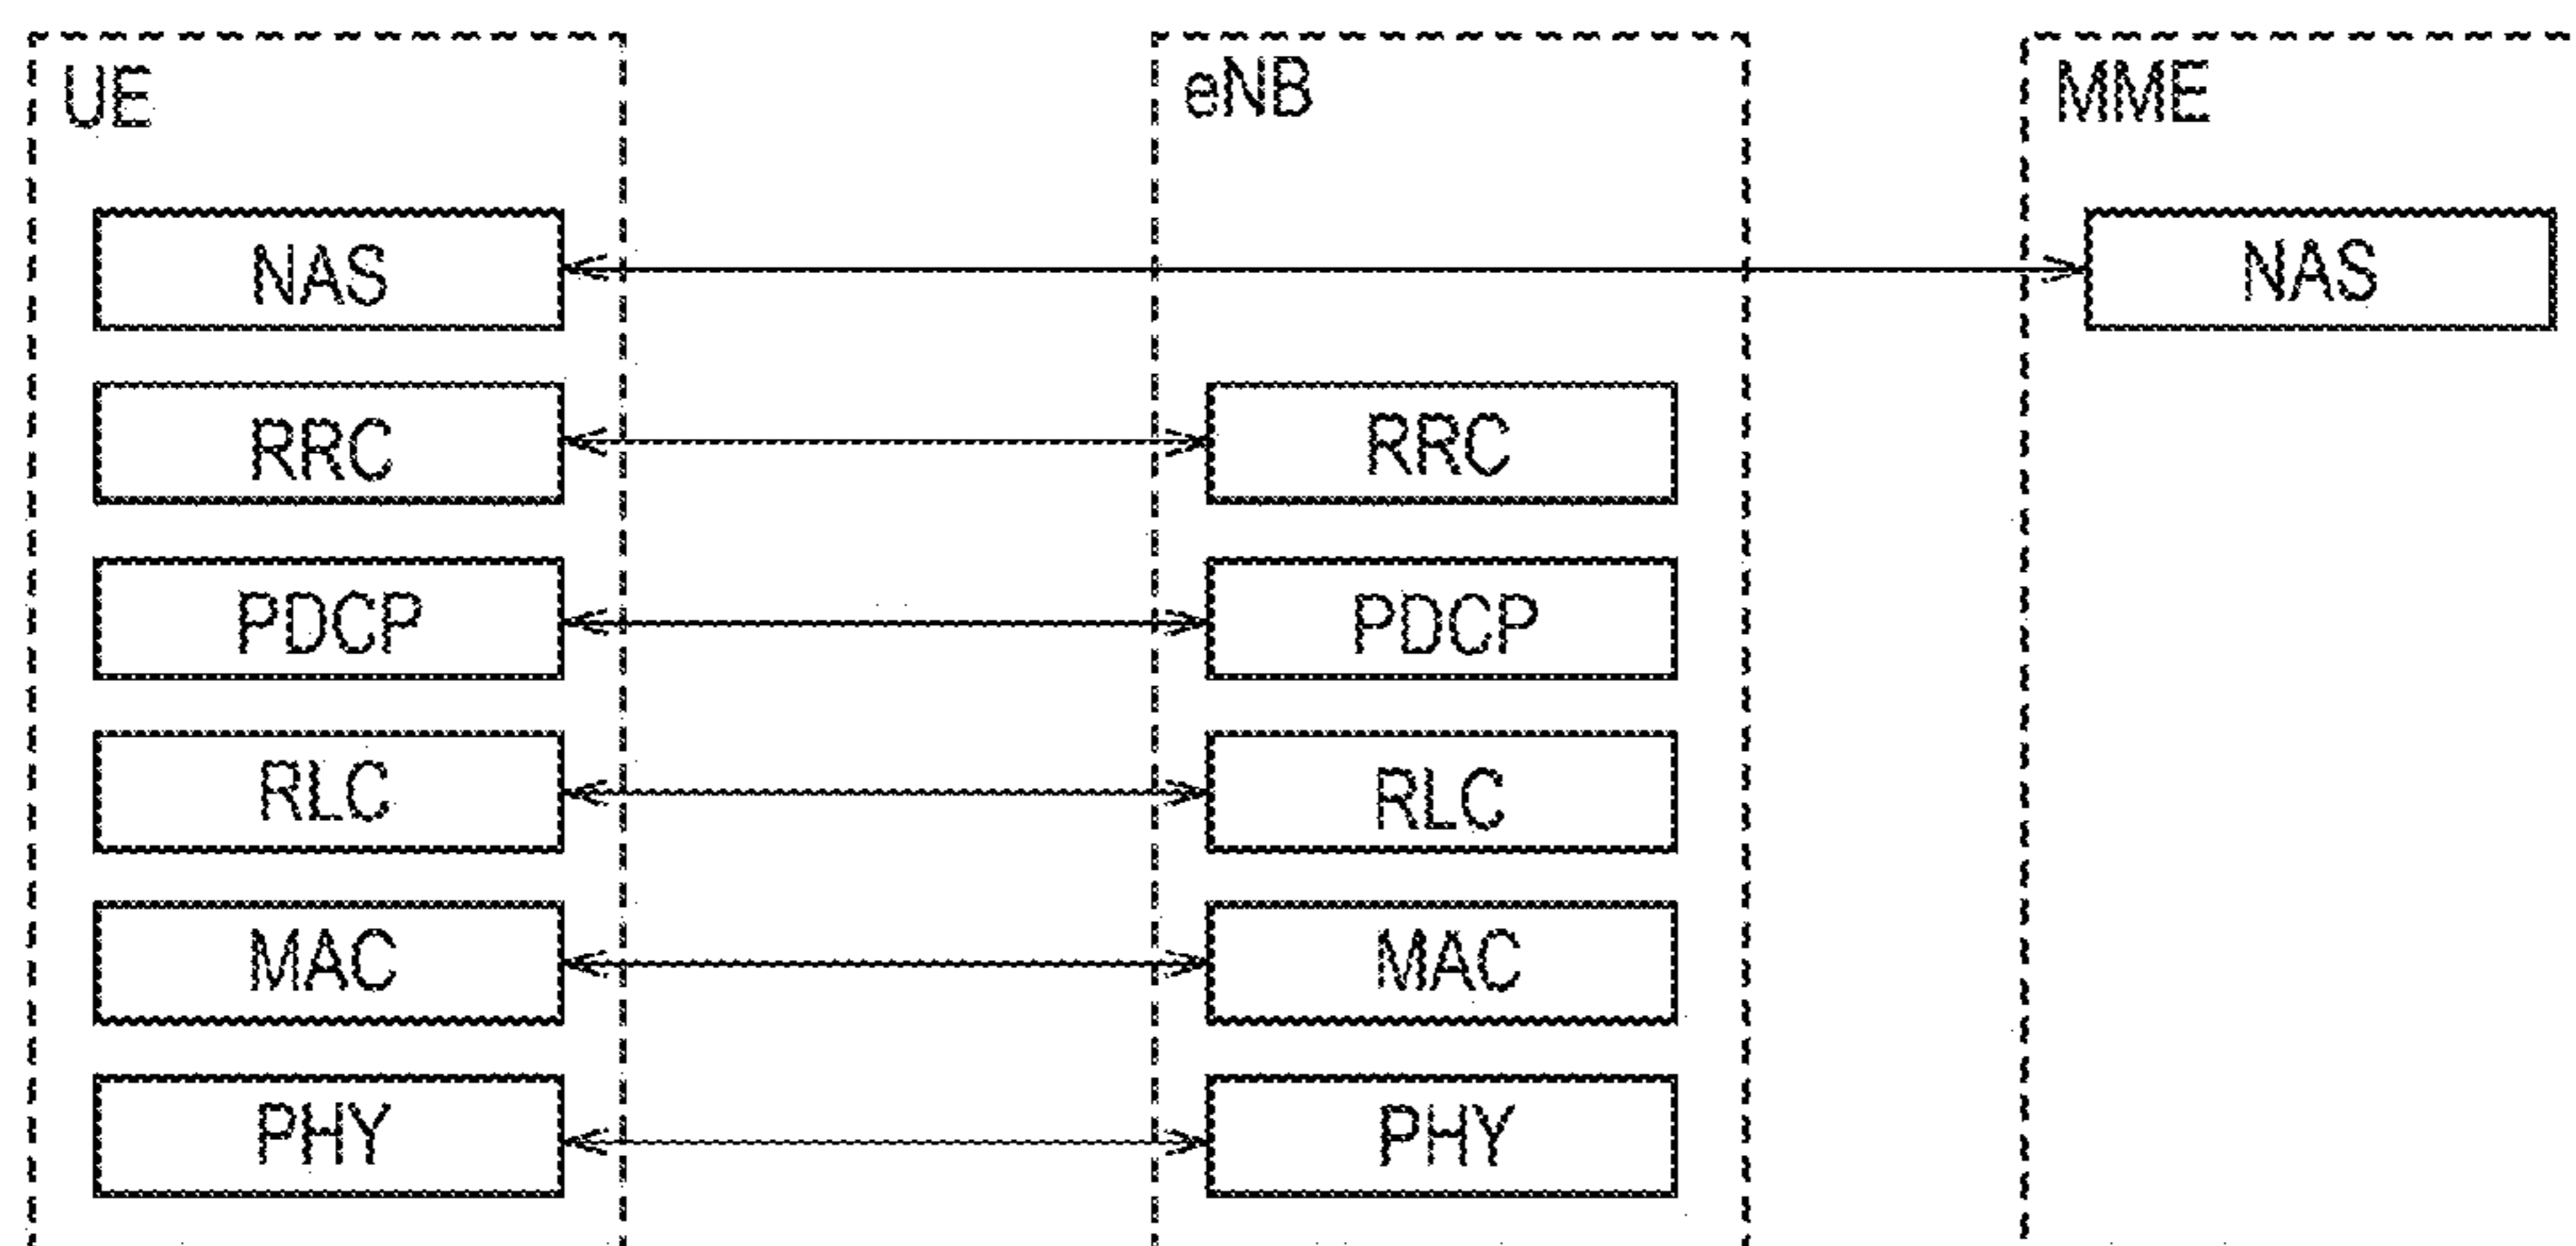 UE
eNB
MME
NAS
NAS
RRC
RRC
PDCP
PDCP
RLC
RLC
MAC
MAC
PHY
PHY